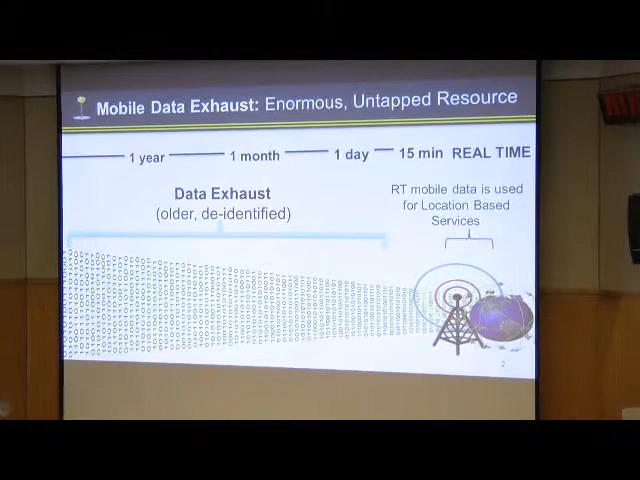 Mobile Data Exhaust: Enormous, Untapped Resource
1 year 1 month 1 day 15 min REAL TIME
Data Exhaust
(older, de-identified)
RT mobile data is used
for Location Based
Services
2